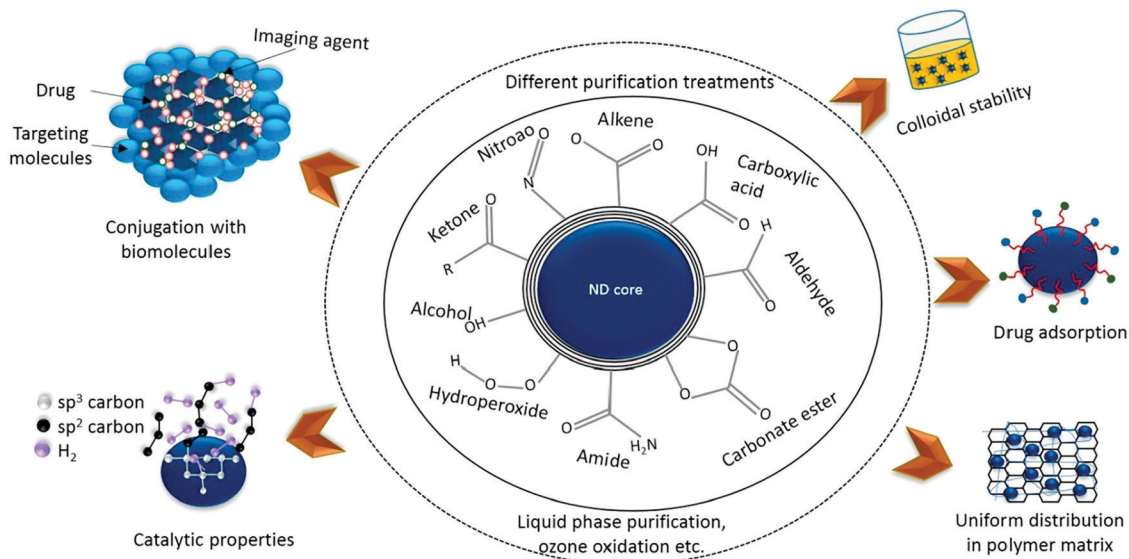 Imaging agent
Drug
Targeting
molecules
Conjugation with
biomolecules
Different purification treatments
Colloidal stability
Nitroao
O
N
Alkene
O
O
OH
Carboxylic
acid
O
Ketone
O
R
H
Aldehyde
O
ND core
Drug adsorption
Alcohol
OH
H
O
O
Hydroperoxide
O
O
O
Carbonate ester
O
H₂N
Amide
sp³ carbon
sp² carbon
H₂
Catalytic properties
Liquid phase purification,
ozone oxidation etc.
Uniform distribution
in polymer matrix